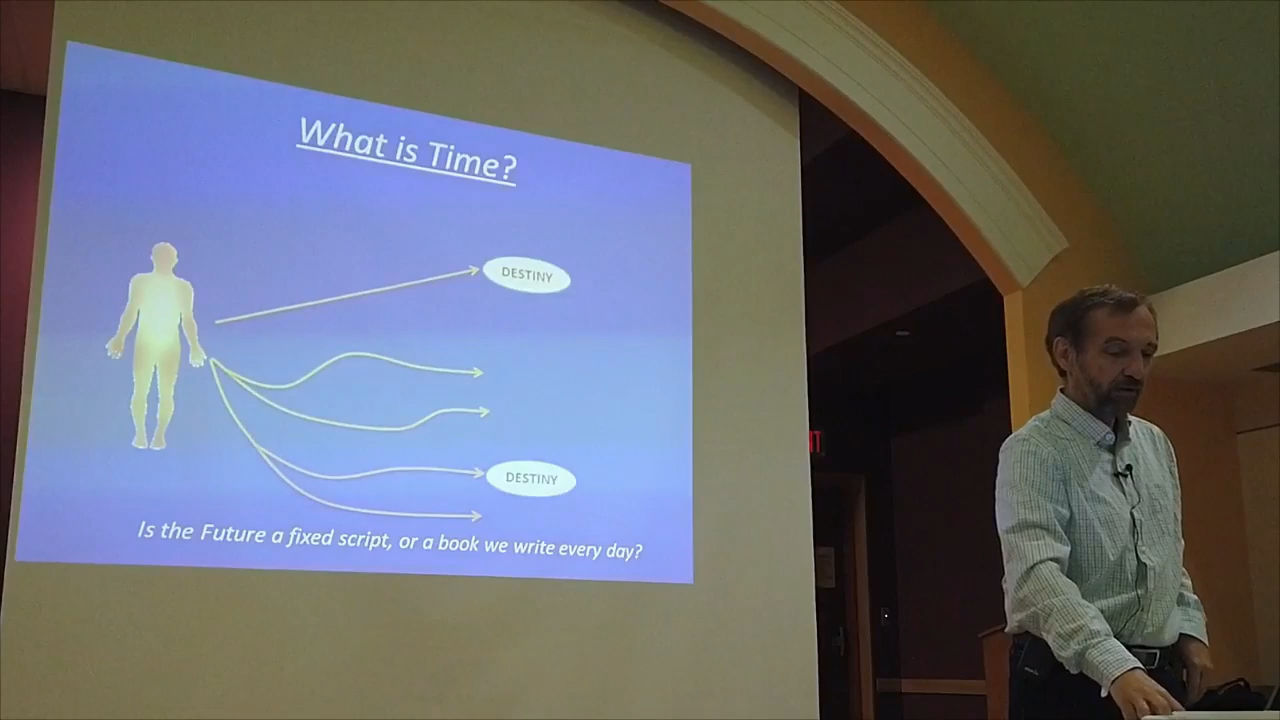 What is Time?
DESTINY
DESTINY
Is the Future a fixed script, or a book we write every day?